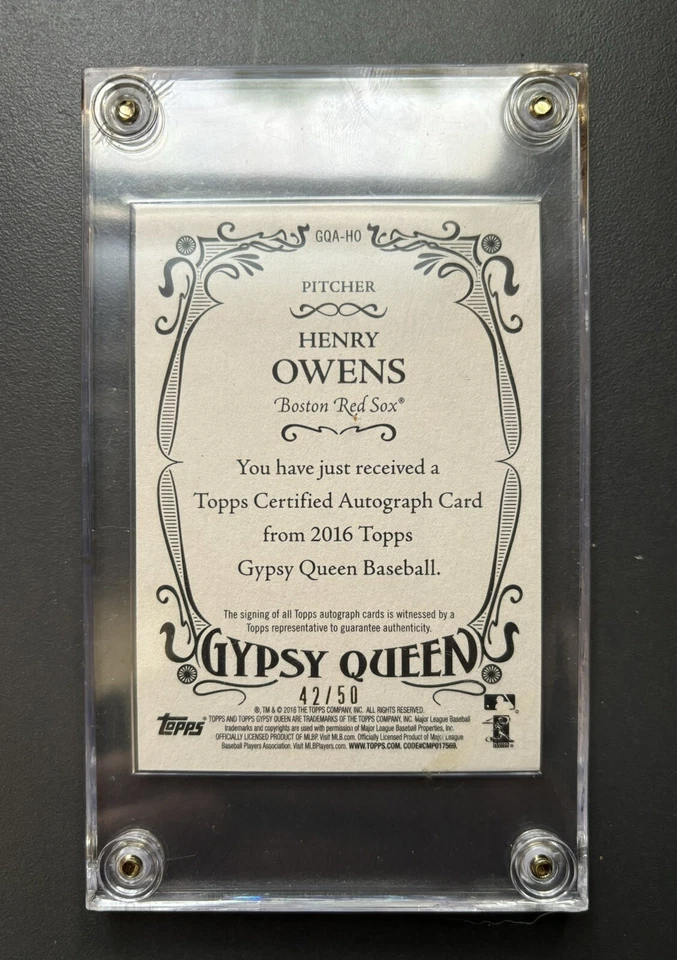 GQA-HO
PITCHER
HENRY
OWENS
Boston Red Sox®
You have just received a
Topps Certified Autograph Card
from 2016 Topps
Gypsy Queen Baseball.
The signing of all Topps autograph cards is witnessed by a
Topps representative to guarantee authenticity.
GYPSY QUEEN
42/50
®, TM & © 2016 THE TOPPS COMPANY, INC. ALL RIGHTS RESERVED.
topps® TOPPS AND TOPPS GYPSY QUEEN ARE TRADEMARKS OF THE TOPPS COMPANY, INC. Major League Baseball
trademarks and copyrights are used with permission of Major League Baseball Properties, Inc.
OFFICIALLY LICENSED PRODUCT OF MLBP. Visit MLB.com. Officially Licensed Product of Major League
Baseball Players Association. Visit MLBPlayers.com. WWW.TOPPS.COM. CODE#CMP017569.